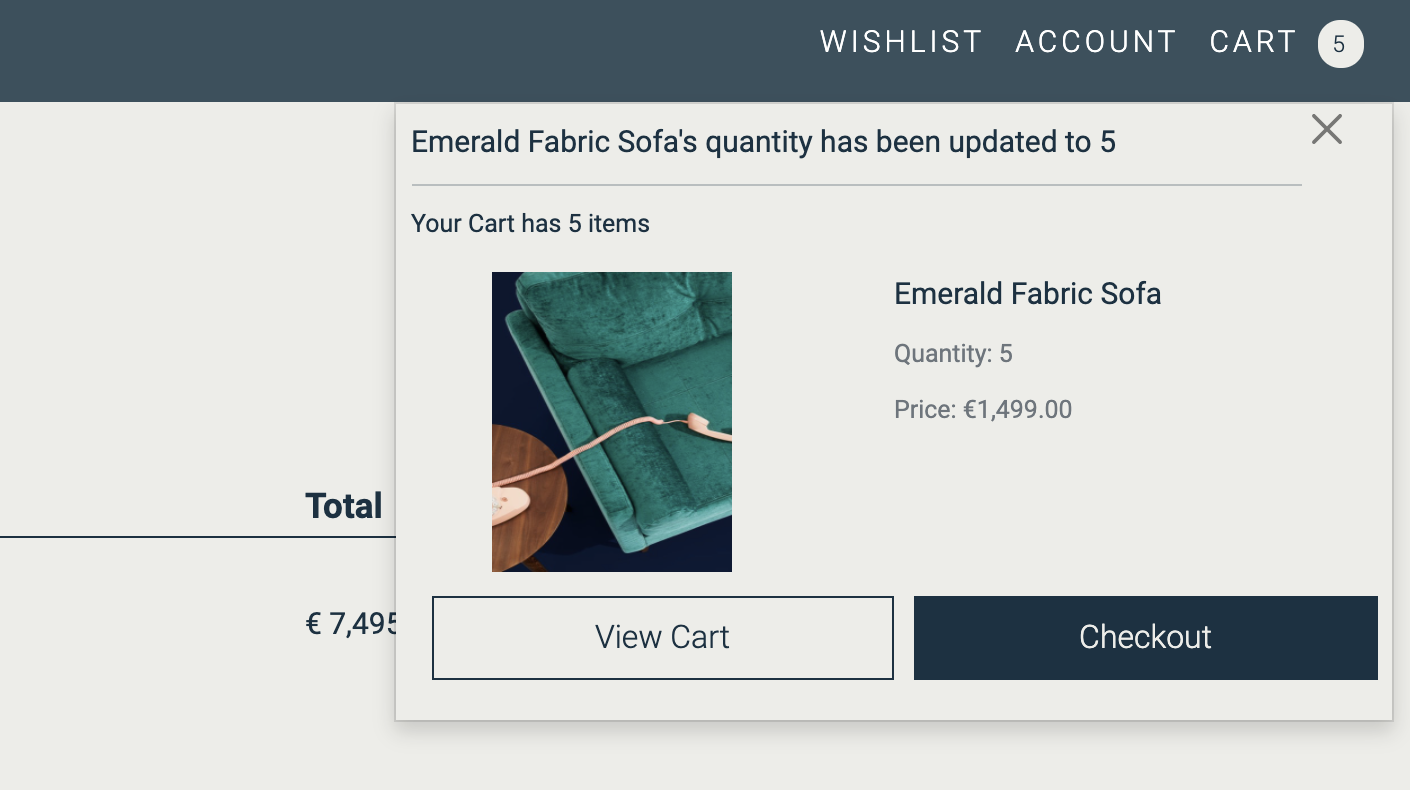 WISHLIST ACCOUNT CART 5
Emerald Fabric Sofa's quantity has been updated to 5
Your Cart has 5 items
Emerald Fabric Sofa
Quantity: 5
Price: €1,499.00
Total
€ 7,495
View Cart
Checkout